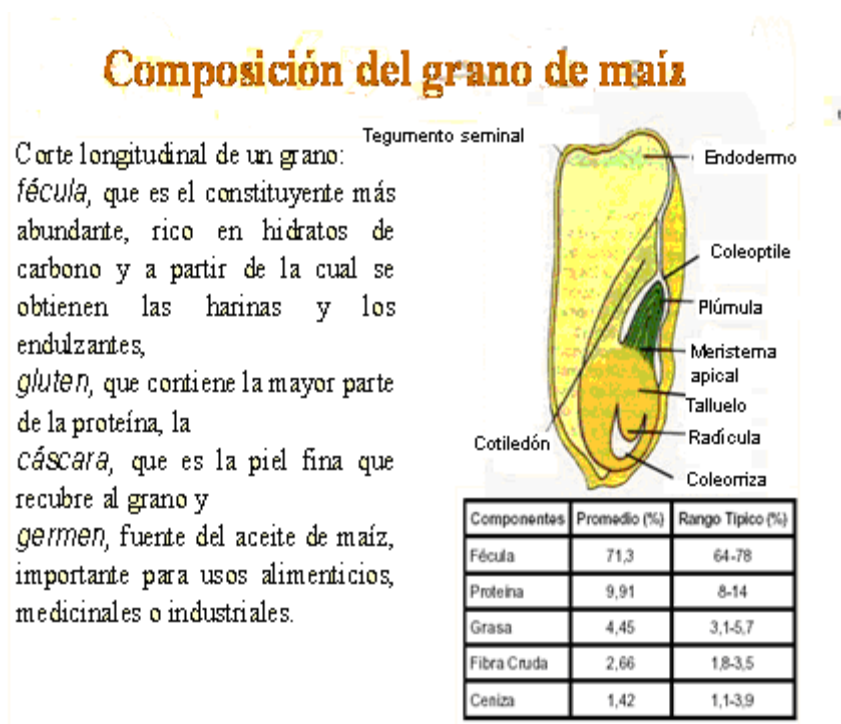 Composición del grano de maíz
Corte longitudinal de un grano:
fécula, que es el constituyente más
abundante, rico en hidratos de
carbono y a partir de la cual se
obtienen las harinas y los
endulzantes,
gluten, que contiene la mayor parte
de la proteína, la
cáscara, que es la piel fina que
recubre al grano y
germen, fuente del aceite de maíz,
importante para usos alimenticios,
medicinales o industriales.
Tegumento seminal
Endodermo
Coleoptile
Plúmula
Meristema
apical
Talluelo
Radícula
Cotiledón
Coleorriza
Componentes Promedio (%) Rango Típico (%)
Fécula 71,3 64-78
Proteína 9,91 8-14
Grasa 4,45 3,1-5,7
Fibra Cruda 2,66 1,8-3,5
Ceniza 1,42 1,1-3,9